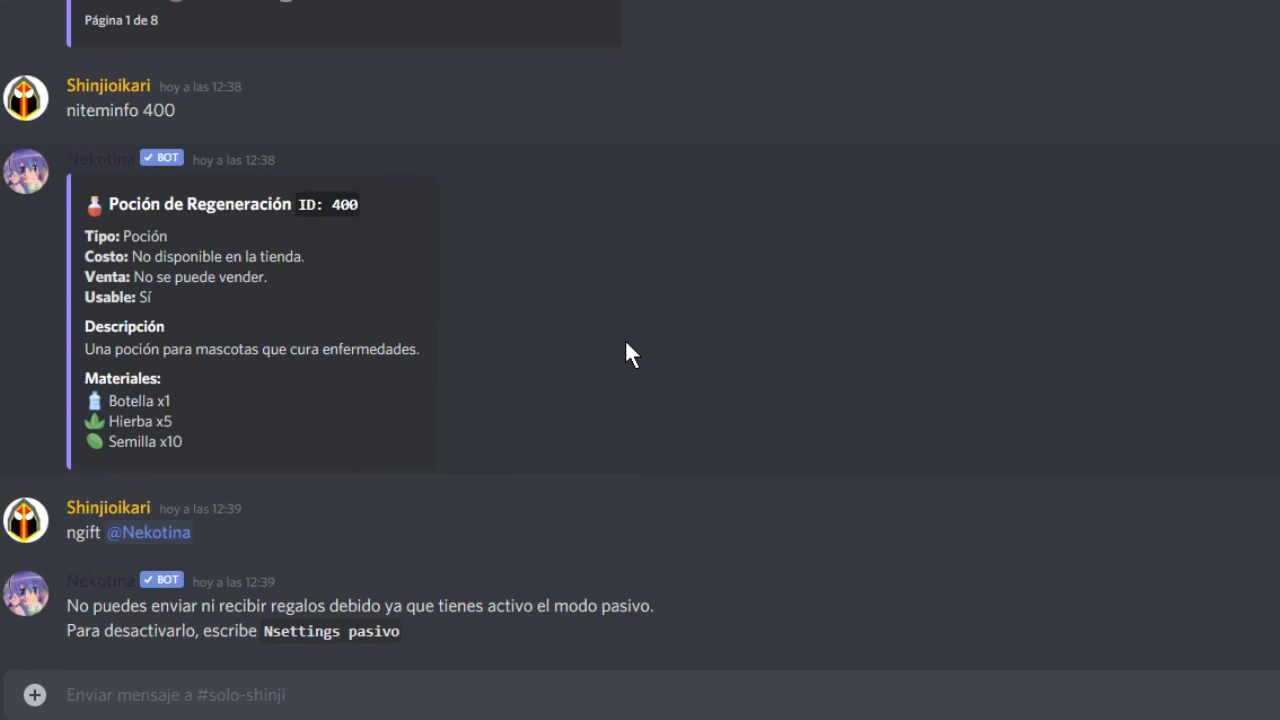 Página 1 de 8
Shinjioikari hoy a las 12:38
niteminfo 400
Nekotina BOT hoy a las 12:38
Poción de Regeneración ID: 400
Tipo: Poción
Costo: No disponible en la tienda.
Venta: No se puede vender.
Usable: Sí
Descripción
Una poción para mascotas que cura enfermedades.
Materiales:
Botella x1
Hierba x5
Semilla x10
Shinjioikari hoy a las 12:39
ngift @Nekotina
Nekotina BOT hoy a las 12:39
No puedes enviar ni recibir regalos debido ya que tienes activo el modo pasivo.
Para desactivarlo, escribe Nsettings pasivo
Enviar mensaje a #solo-shinji